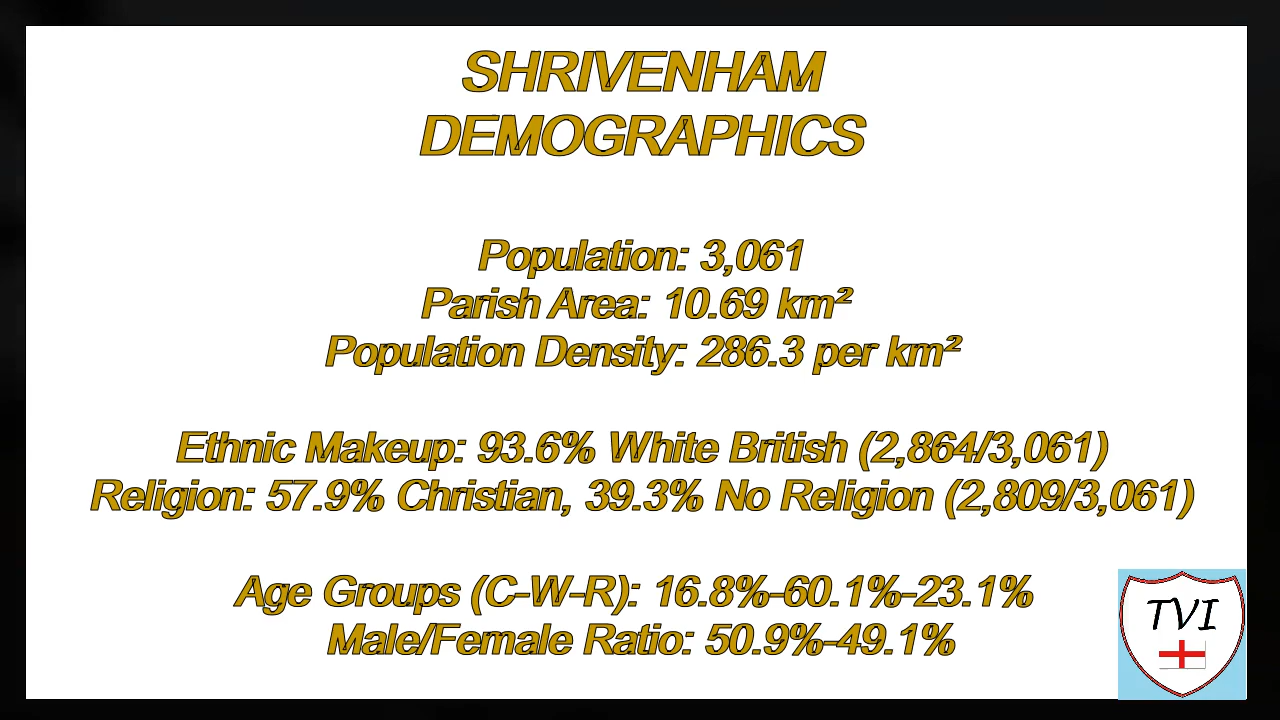 SHRIVENHAM
DEMOGRAPHICS
Population: 3,061
Parish Area: 10.69 km²
Population Density: 286.3 per km²
Ethnic Makeup: 93.6% White British (2,864/3,061)
Religion: 57.9% Christian, 39.3% No Religion (2,809/3,061)
Age Groups (C-W-R): 16.8%-60.1%-23.1%
Male/Female Ratio: 50.9%-49.1%
TVI